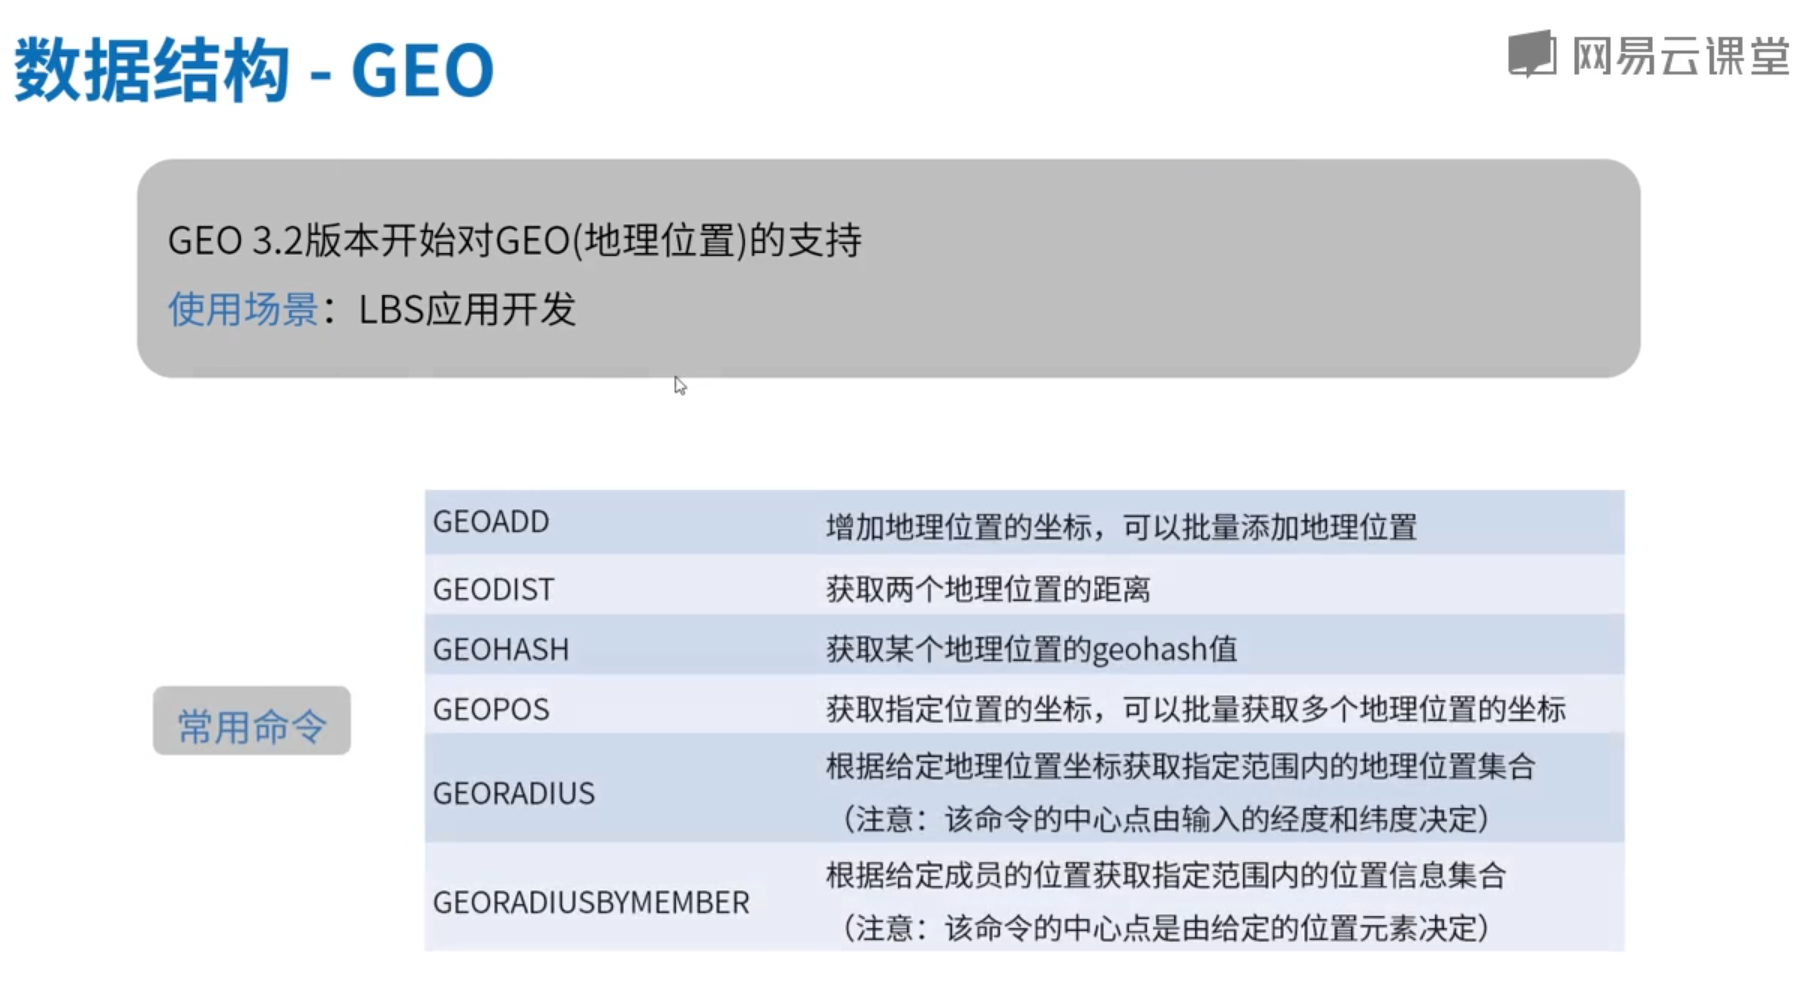 数据结构 - GEO
网易云课堂
GEO 3.2版本开始对GEO(地理位置)的支持
使用场景：LBS应用开发
常用命令
GEOADD 增加地理位置的坐标，可以批量添加地理位置
GEODIST 获取两个地理位置的距离
GEOHASH 获取某个地理位置的geohash值
GEOPOS 获取指定位置的坐标，可以批量获取多个地理位置的坐标
GEORADIUS 根据给定地理位置坐标获取指定范围内的地理位置集合
（注意：该命令的中心点由输入的经度和纬度决定）
GEORADIUSBYMEMBER 根据给定成员的位置获取指定范围内的位置信息集合
（注意：该命令的中心点是由给定的位置元素决定）